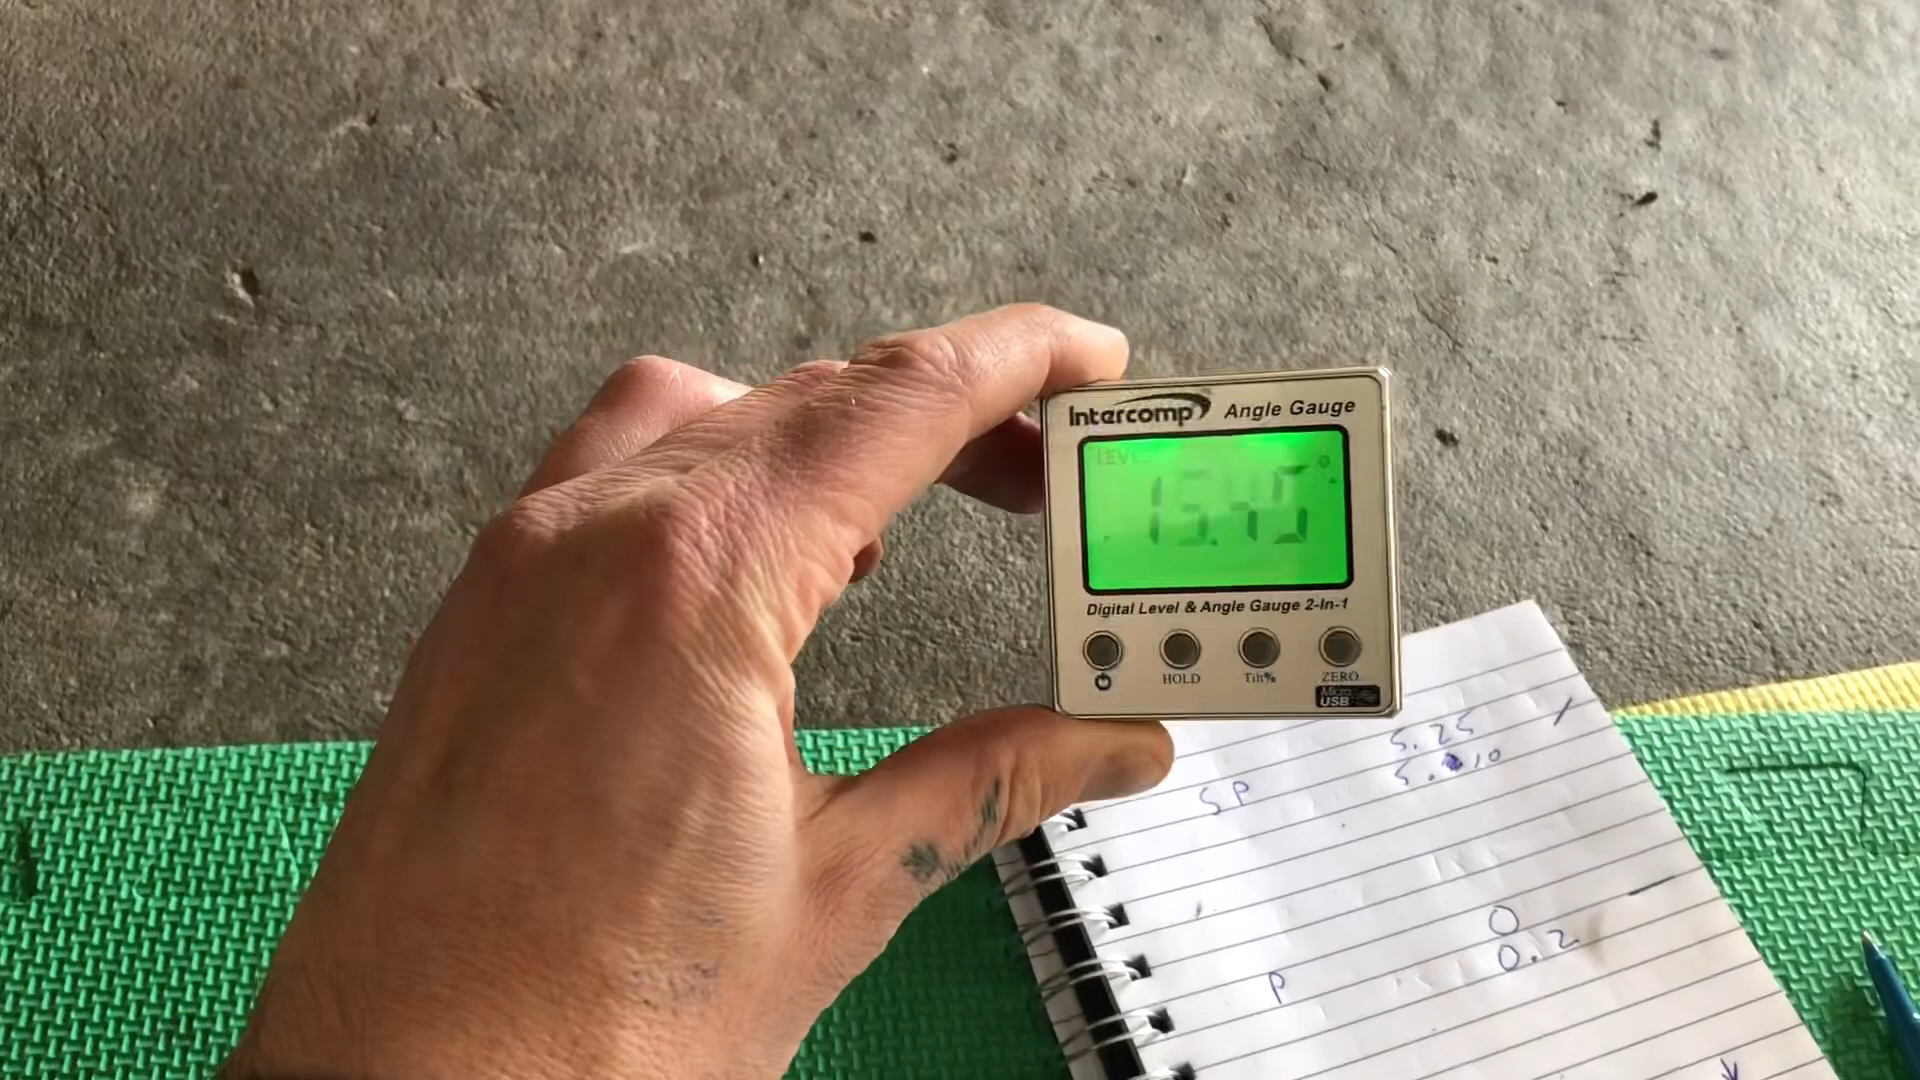 Intercomp Angle Gauge
15.45
Digital Level & Angle Gauge 2-In-1
HOLD Tilt% ZERO
Micro
USB
5.25
SP
0
0.2
P